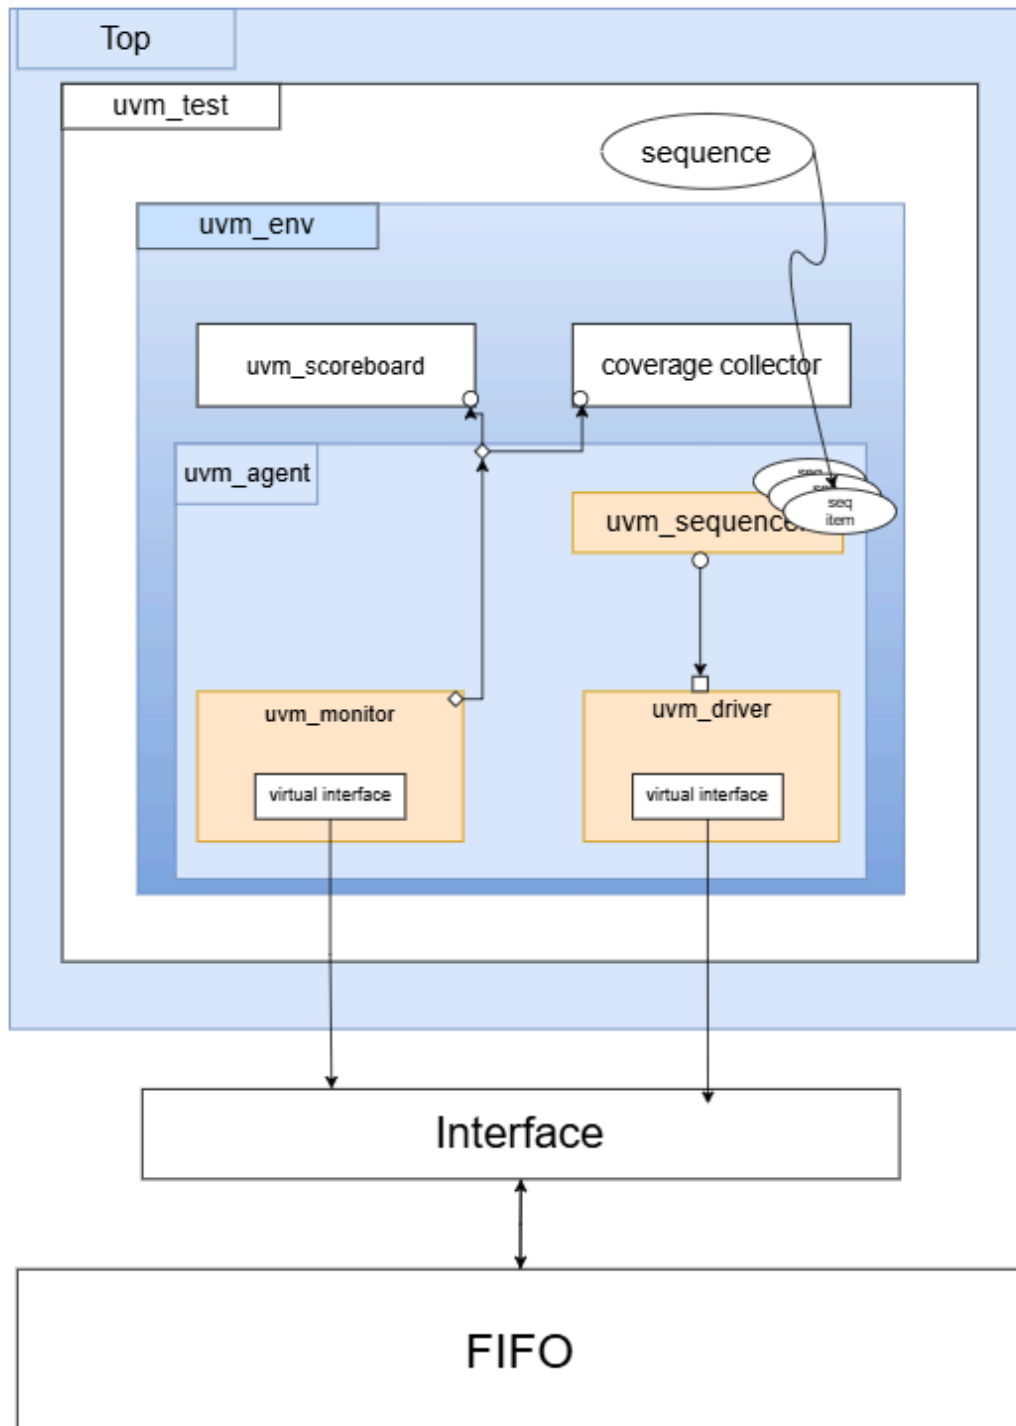 Top
uvm_test
sequence
uvm_env
uvm_scoreboard
coverage collector
uvm_agent
seq
item
uvm_monitor
uvm_driver
virtual interface
virtual interface
Interface
FIFO